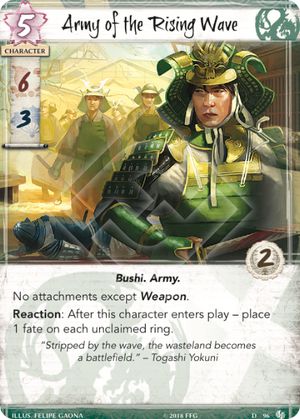 5
Army of the Rising Wave
CHARACTER
6
3
2
Bushi. Army.
No attachments except Weapon.
Reaction: After this character enters play – place
1 fate on each unclaimed ring.
"Stripped by the wave, the wasteland becomes
a battlefield." – Togashi Yokuni
ILLUS. FELIPE GAONA
©2018 FFG
D 96